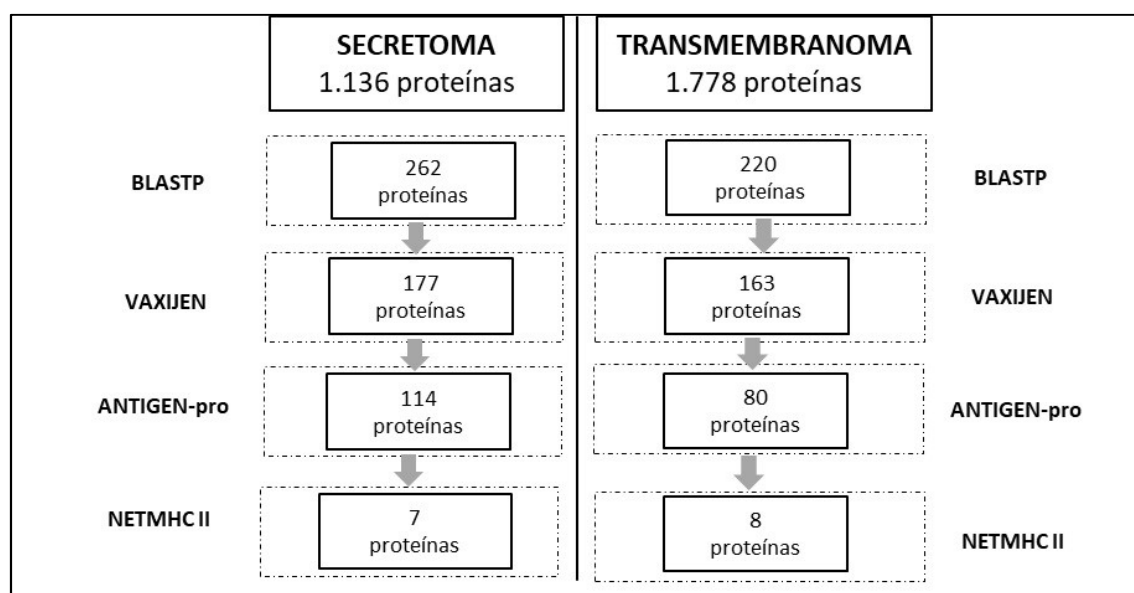 SECRETOMA
1.136 proteínas
TRANSMEMBRANOMA
1.778 proteínas
BLASTP
262
proteínas
220
proteínas
BLASTP
VAXIJEN
177
proteínas
163
proteínas
VAXIJEN
ANTIGEN-pro
114
proteínas
80
proteínas
ANTIGEN-pro
NETMHC II
7
proteínas
8
proteínas
NETMHC II